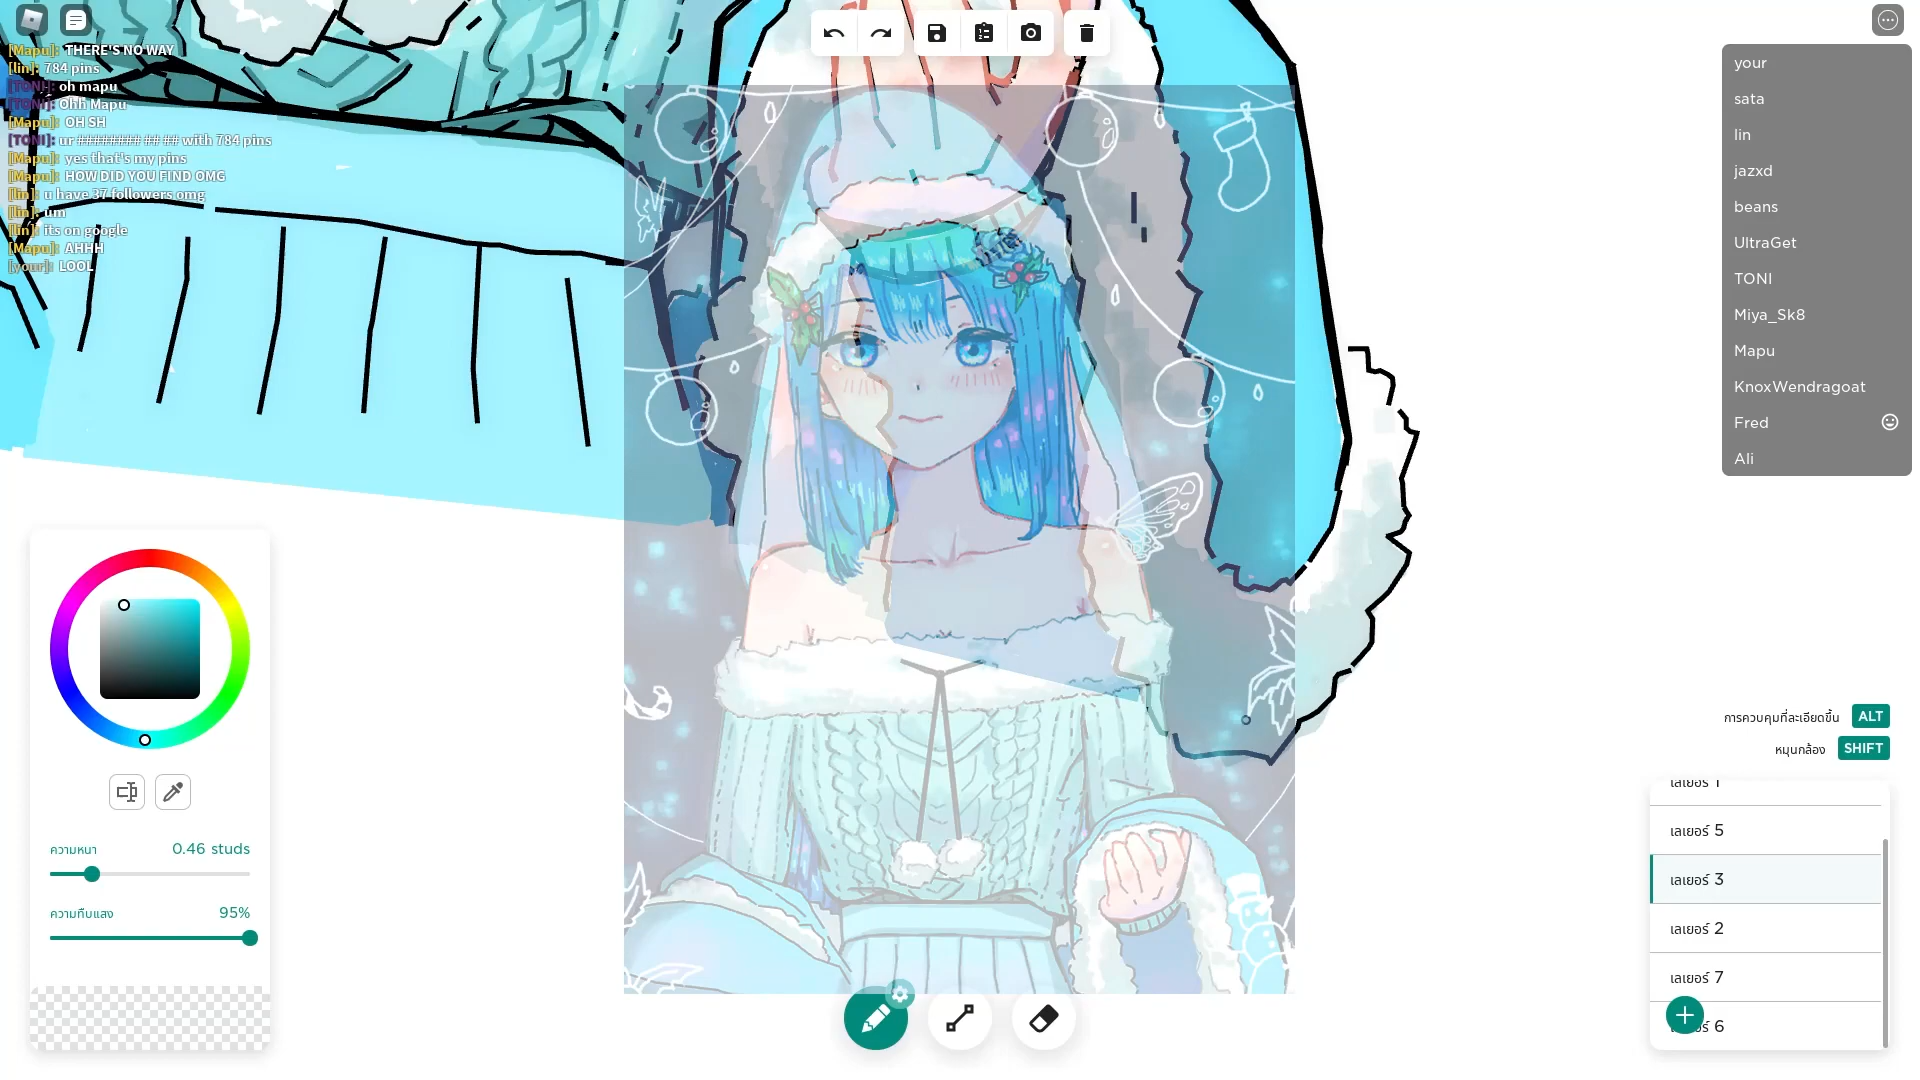 [Mapu]: THERE'S NO WAY
[lin]: 784 pins
[TONI]: oh mapu
[TONI]: Ohh Mapu
[Mapu]: OH SH
[TONI]: ur ######## ## ## with 784 pins
[Mapu]: yes that's my pins
[Mapu]: HOW DID YOU FIND OMG
[lin]: u have 37 followers omg
[lin]: um
[lin]: its on google
[Mapu]: AHHH
[your]: LOOL
your
sata
lin
jazxd
beans
UltraGet
TONI
Miya_Sk8
Mapu
KnoxWendragoat
Fred
Ali
ความหนา 0.46 studs
ความทึบแสง 95%
การควบคุมที่ละเอียดขึ้น ALT
หมุนกล้อง SHIFT
เลเยอร์ 1
เลเยอร์ 5
เลเยอร์ 3
เลเยอร์ 2
เลเยอร์ 7
6